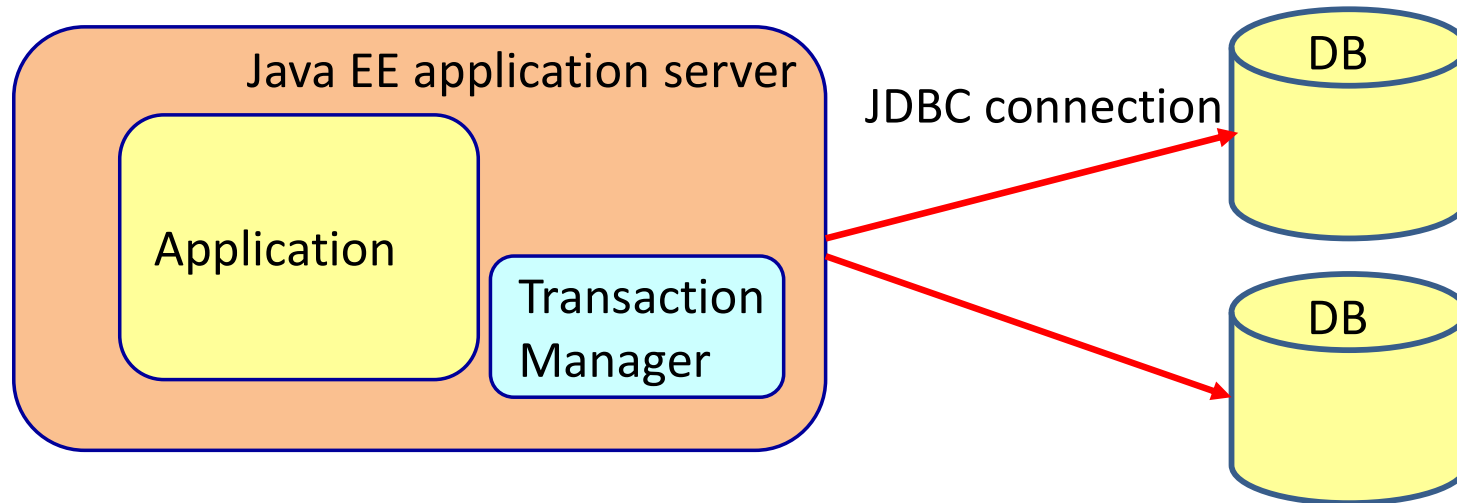 Java EE application server
Application
Transaction
Manager
JDBC connection
DB
DB